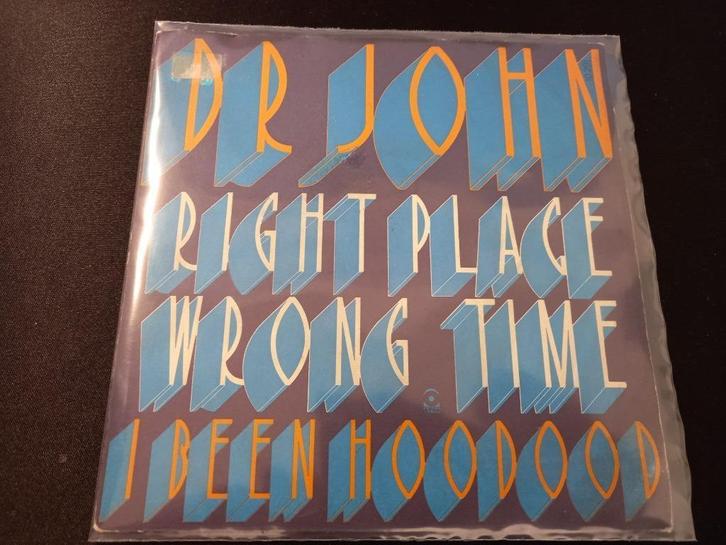 DR JOHN
RIGHT PLACE
WRONG TIME
I BEEN HOODOOD